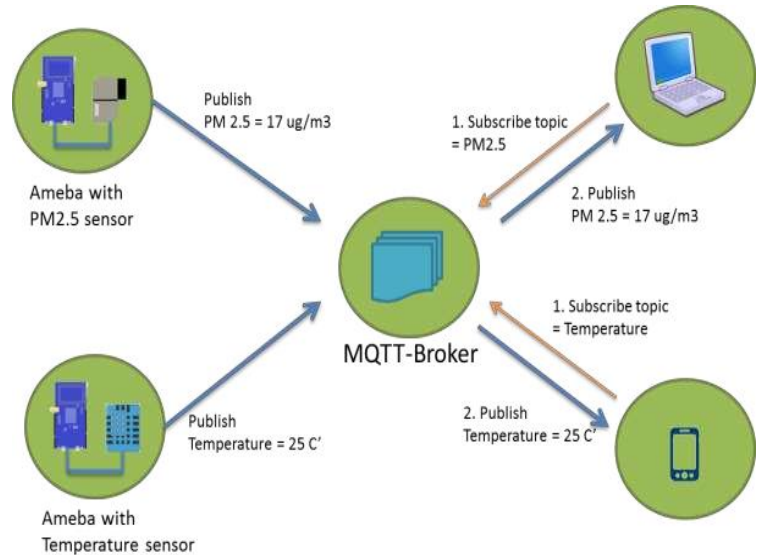 Publish
PM 2.5 = 17 ug/m3
Ameba with
PM2.5 sensor
1. Subscribe topic
= PM2.5
2. Publish
PM 2.5 = 17 ug/m3
MQTT-Broker
1. Subscribe topic
= Temperature
2. Publish
Temperature = 25 C'
Publish
Temperature = 25 C'
Ameba with
Temperature sensor